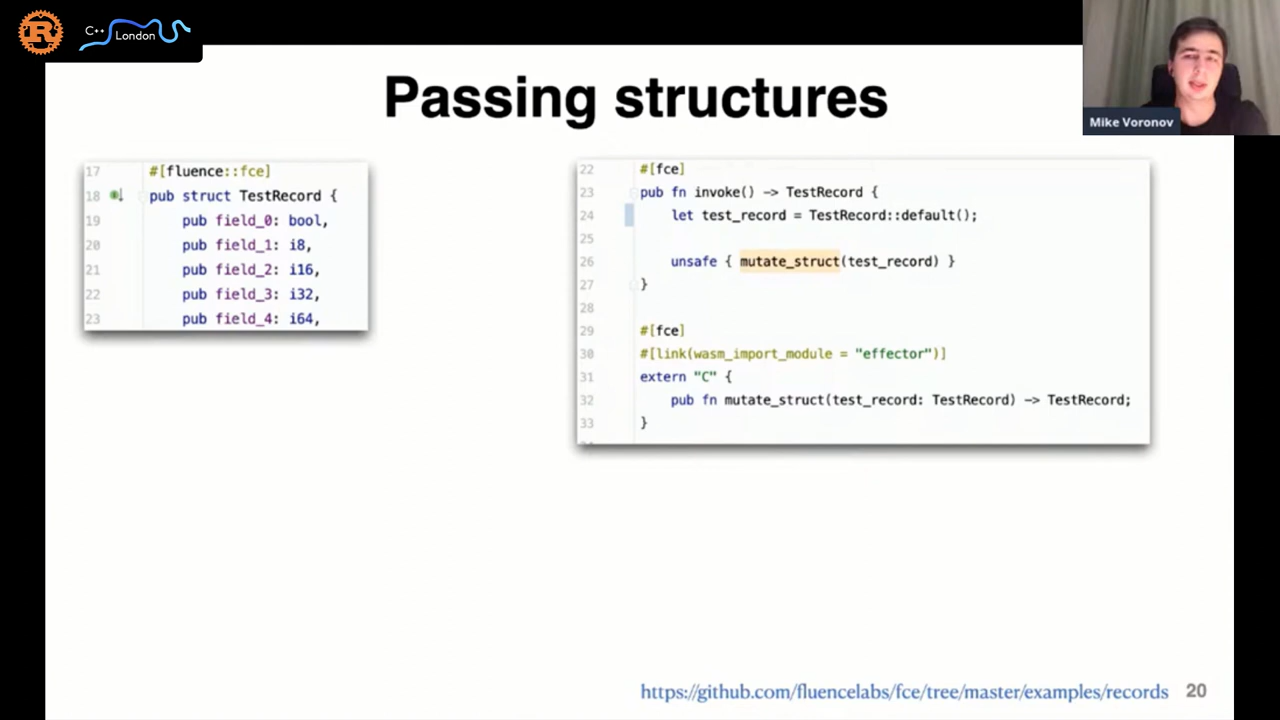 C++
London
Mike Voronov
Passing structures
17 #[fluence::fce]
18 pub struct TestRecord {
19 pub field_0: bool,
20 pub field_1: i8,
21 pub field_2: i16,
22 pub field_3: i32,
23 pub field_4: i64,
22 #[fce]
23 pub fn invoke() -> TestRecord {
24 let test_record = TestRecord::default();
25
26 unsafe { mutate_struct(test_record) }
27 }
28
29 #[fce]
30 #[link(wasm_import_module = "effector")]
31 extern "C" {
32 pub fn mutate_struct(test_record: TestRecord) -> TestRecord;
33 }
https://github.com/fluencelabs/fce/tree/master/examples/records 20